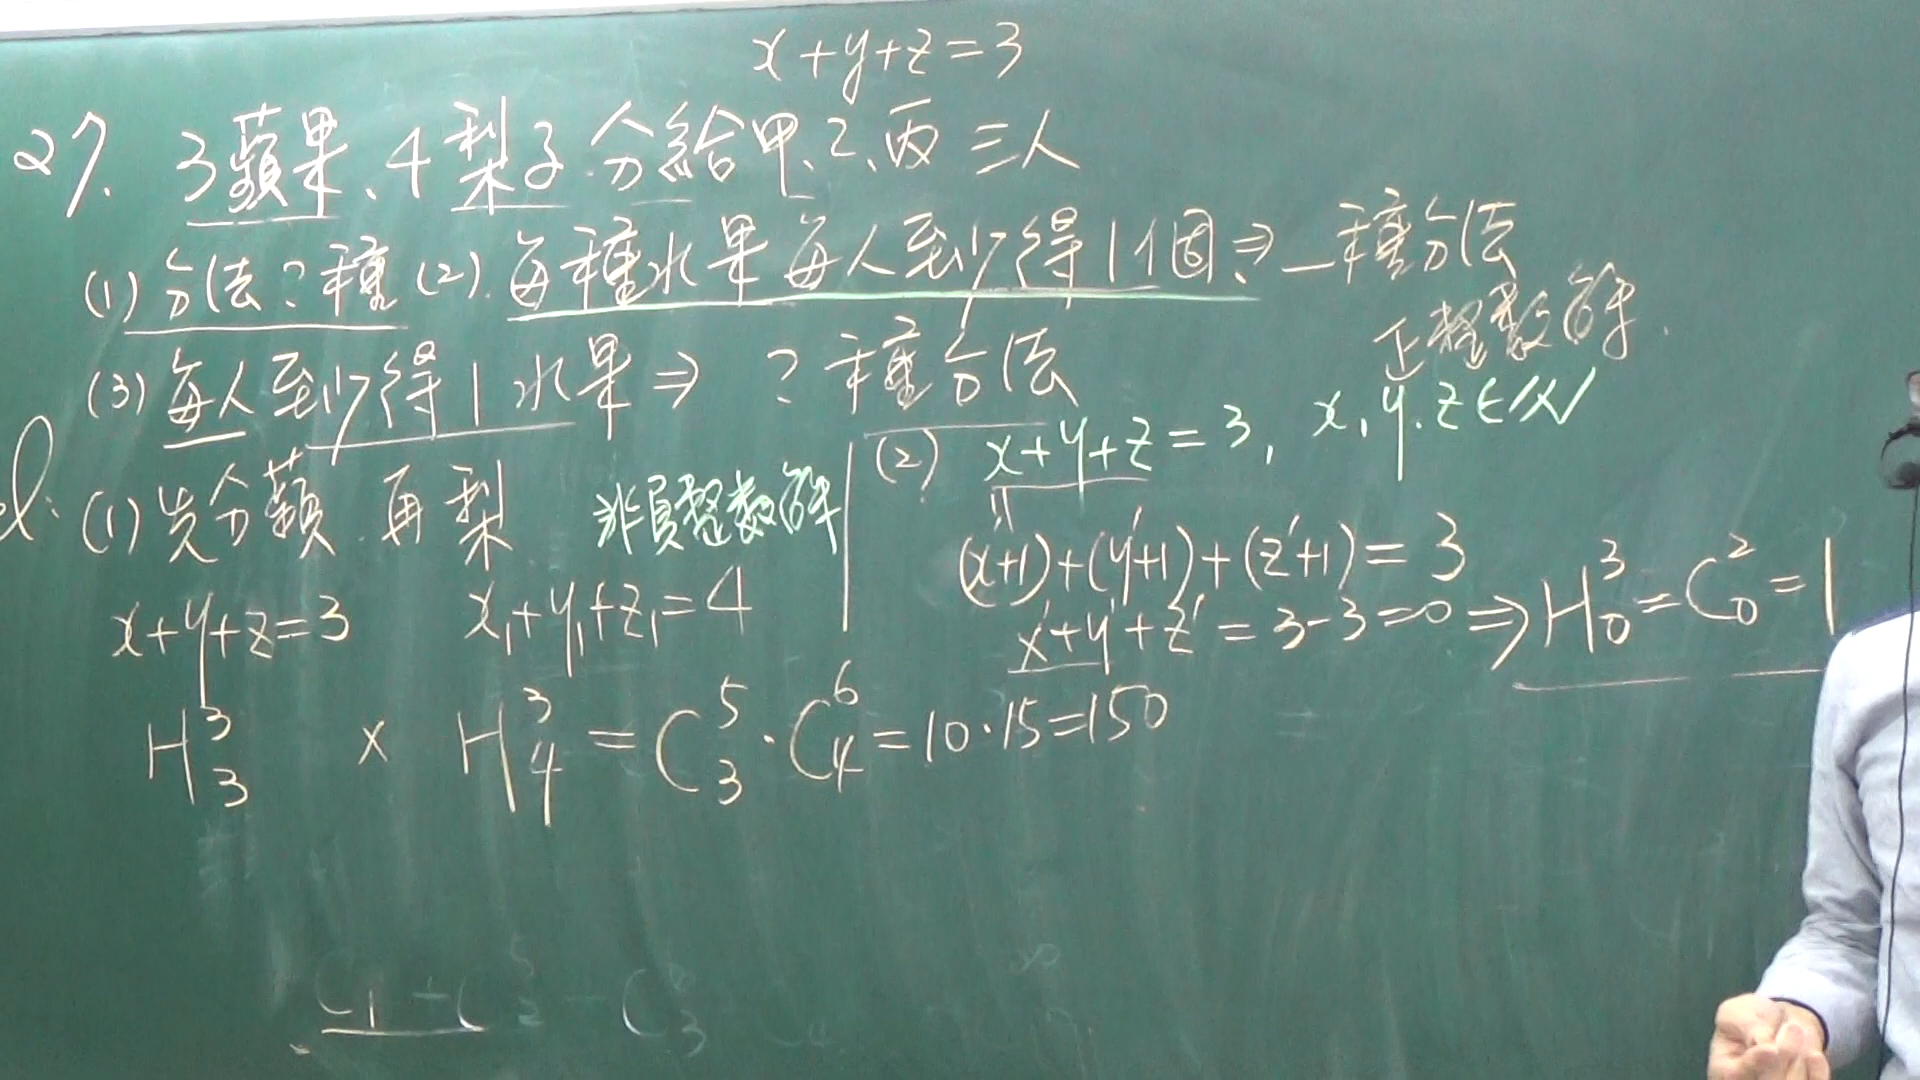 x+y+z=3
27. 3蘋果、4梨子分給甲、乙、丙三人
(1) 分法?種 (2) 每種水果每人至少得1個⇒一種分法
正整數解.
(3) 每人至少得1水果⇒ ?種分法
(1) 先分蘋 再梨 非負整數解
x+y+z=3 x₁+y₁+z₁=4
H³₃ × H³₄ = C⁵₃·C⁶₄=10·15=150
(2) x+y+z=3, x,y,z∈N
(x'+1)+(y'+1)+(z'+1)=3
x'+y'+z'=3-3=0⇒H³₀=C²₀=1